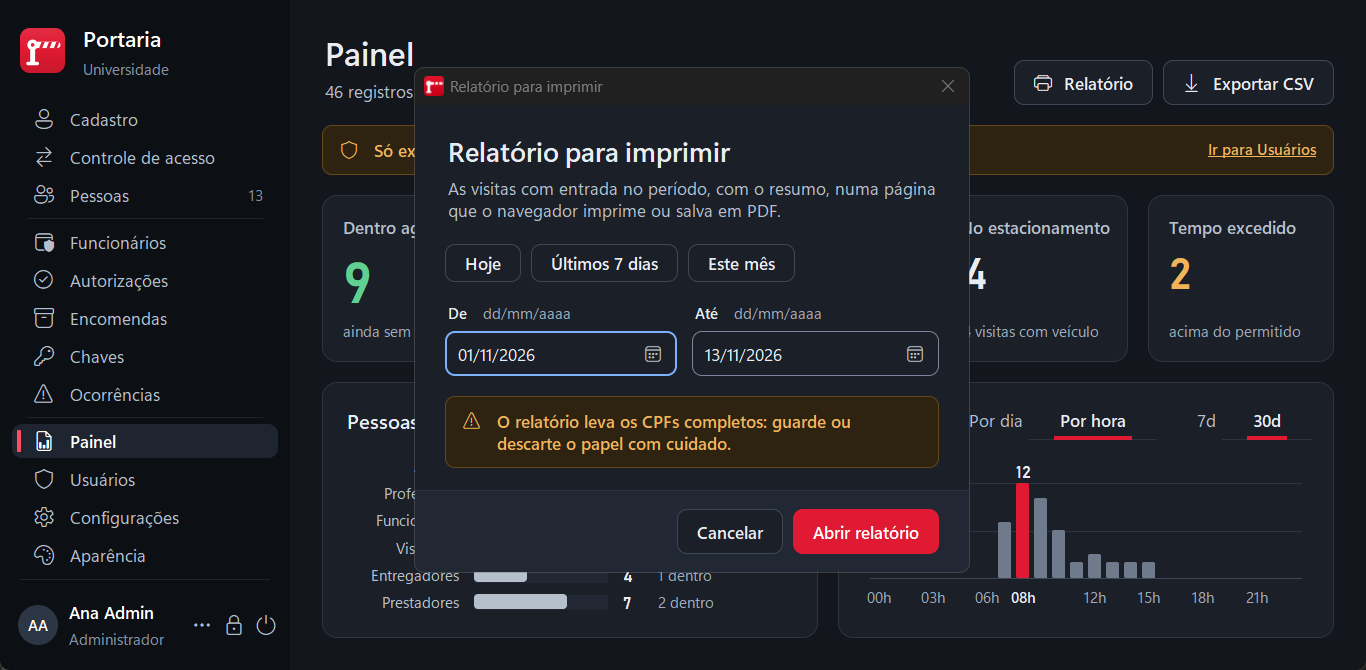 Portaria
Universidade
Cadastro
Controle de acesso
Pessoas 13
Funcionários
Autorizações
Encomendas
Chaves
Ocorrências
Painel
Usuários
Configurações
Aparência
AA
Ana Admin
Administrador
Painel
46 registros
Relatório
Exportar CSV
Só
Ir para Usuários
Dentro
9
ainda sem
estacionamento
4
visitas com veículo
Tempo excedido
2
acima do permitido
Relatório para imprimir
Relatório para imprimir
As visitas com entrada no período, com o resumo, numa página
que o navegador imprime ou salva em PDF.
Hoje Últimos 7 dias Este mês
De dd/mm/aaaa Até dd/mm/aaaa
01/11/2026 13/11/2026
O relatório leva os CPFs completos: guarde ou
descarte o papel com cuidado.
Cancelar Abrir relatório
Pessoas
Entregadores 4 1 dentro
Prestadores 7 2 dentro
Por dia Por hora 7d 30d
12
00h 03h 06h 08h 12h 15h 18h 21h